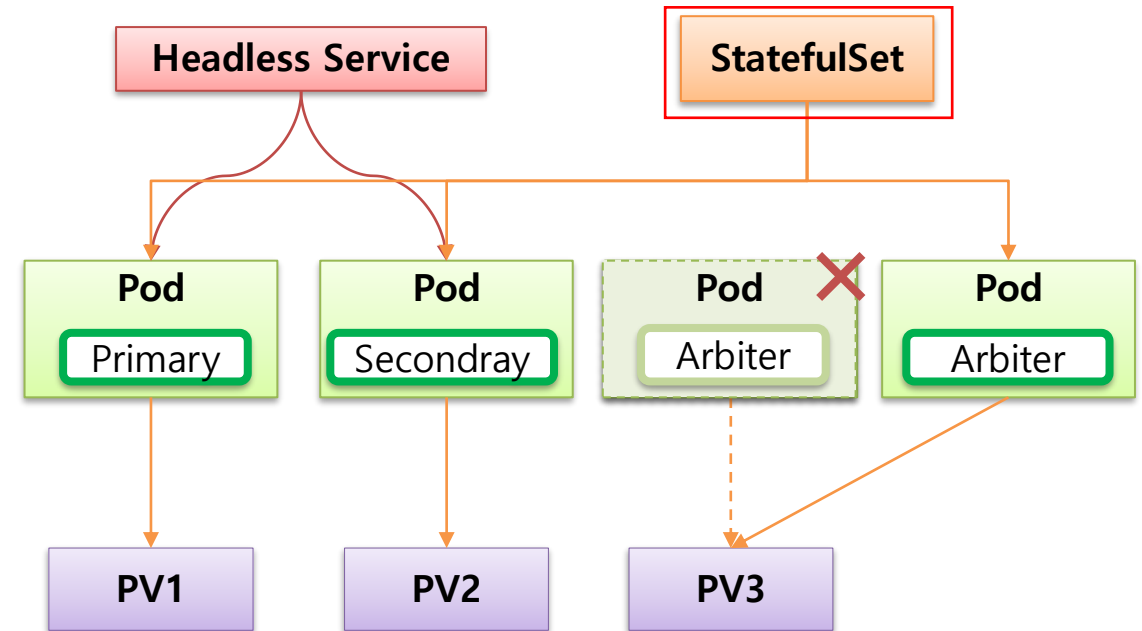 Headless Service
StatefulSet
Pod
Primary
Pod
Secondray
Pod
Arbiter
Pod
Arbiter
PV1
PV2
PV3